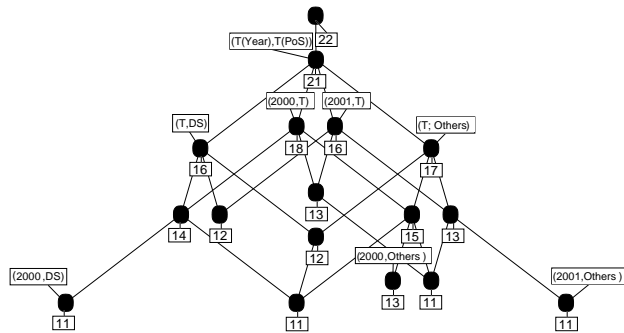 22
(T(Year),T(PoS))
21
(2000,T)
(2001,T)
(T,DS)
(T; Others)
18
16
16
17
13
14
12
15
13
12
(2000,Others )
(2000,DS)
(2001,Others )
13
11
11
11
11